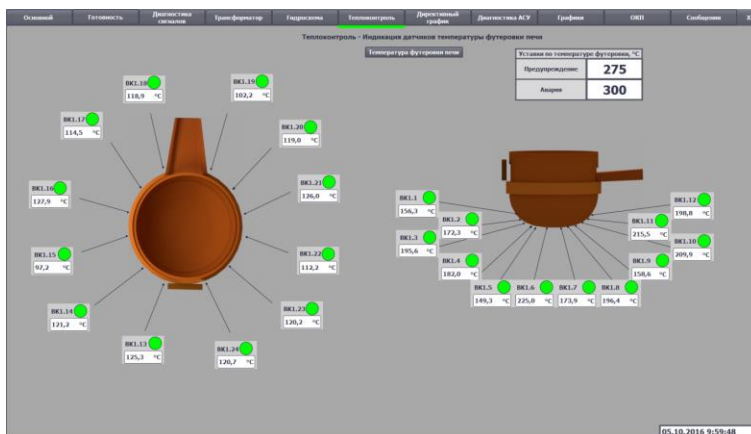 Основной Готовность Диагностика сигналов Трансформатор Гидросхема Теплоконтроль Директивный график Диагностика АСУ Графики ОКП Сообщения
Теплоконтроль - Индикация датчиков температуры футеровки печи
Температура футеровки печи
Уставки по температуре футеровки, °C
Предупреждение 275
Авария 300
ВК1.18
118,9 °C
ВК1.19
102,2 °C
ВК1.17
114,5 °C
ВК1.20
119,0 °C
ВК1.16
127,9 °C
ВК1.21
126,0 °C
ВК1.15
97,2 °C
ВК1.22
112,2 °C
ВК1.14
121,2 °C
ВК1.23
120,2 °C
ВК1.13
125,3 °C
ВК1.24
120,7 °C
ВК1.1
156,3 °C
ВК1.2
172,3 °C
ВК1.3
195,6 °C
ВК1.4
182,0 °C
ВК1.5
149,3 °C
ВК1.6
225,0 °C
ВК1.7
173,9 °C
ВК1.8
196,4 °C
ВК1.9
158,6 °C
ВК1.10
209,9 °C
ВК1.11
215,5 °C
ВК1.12
198,8 °C
05.10.2016 9:59:48